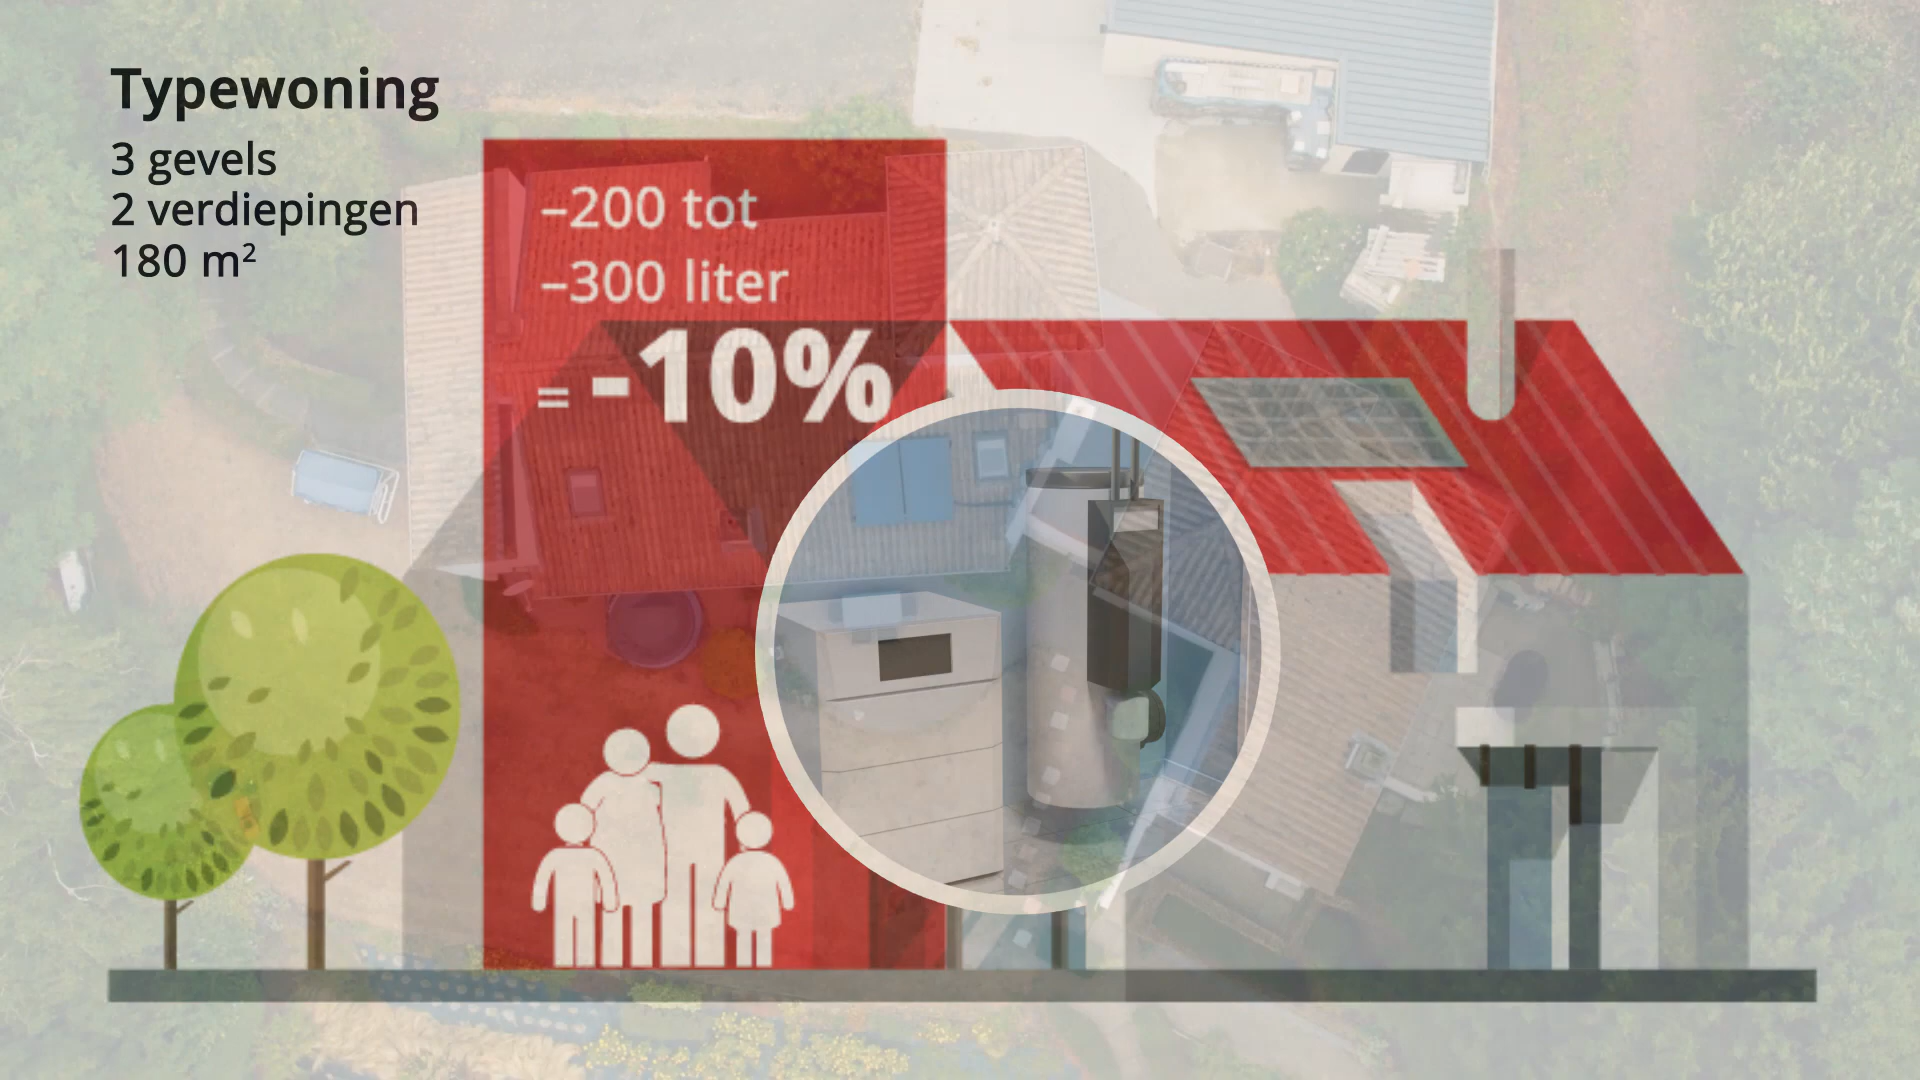 Typewoning
3 gevels
2 verdiepingen
180 m²
–200 tot
–300 liter
= -10%